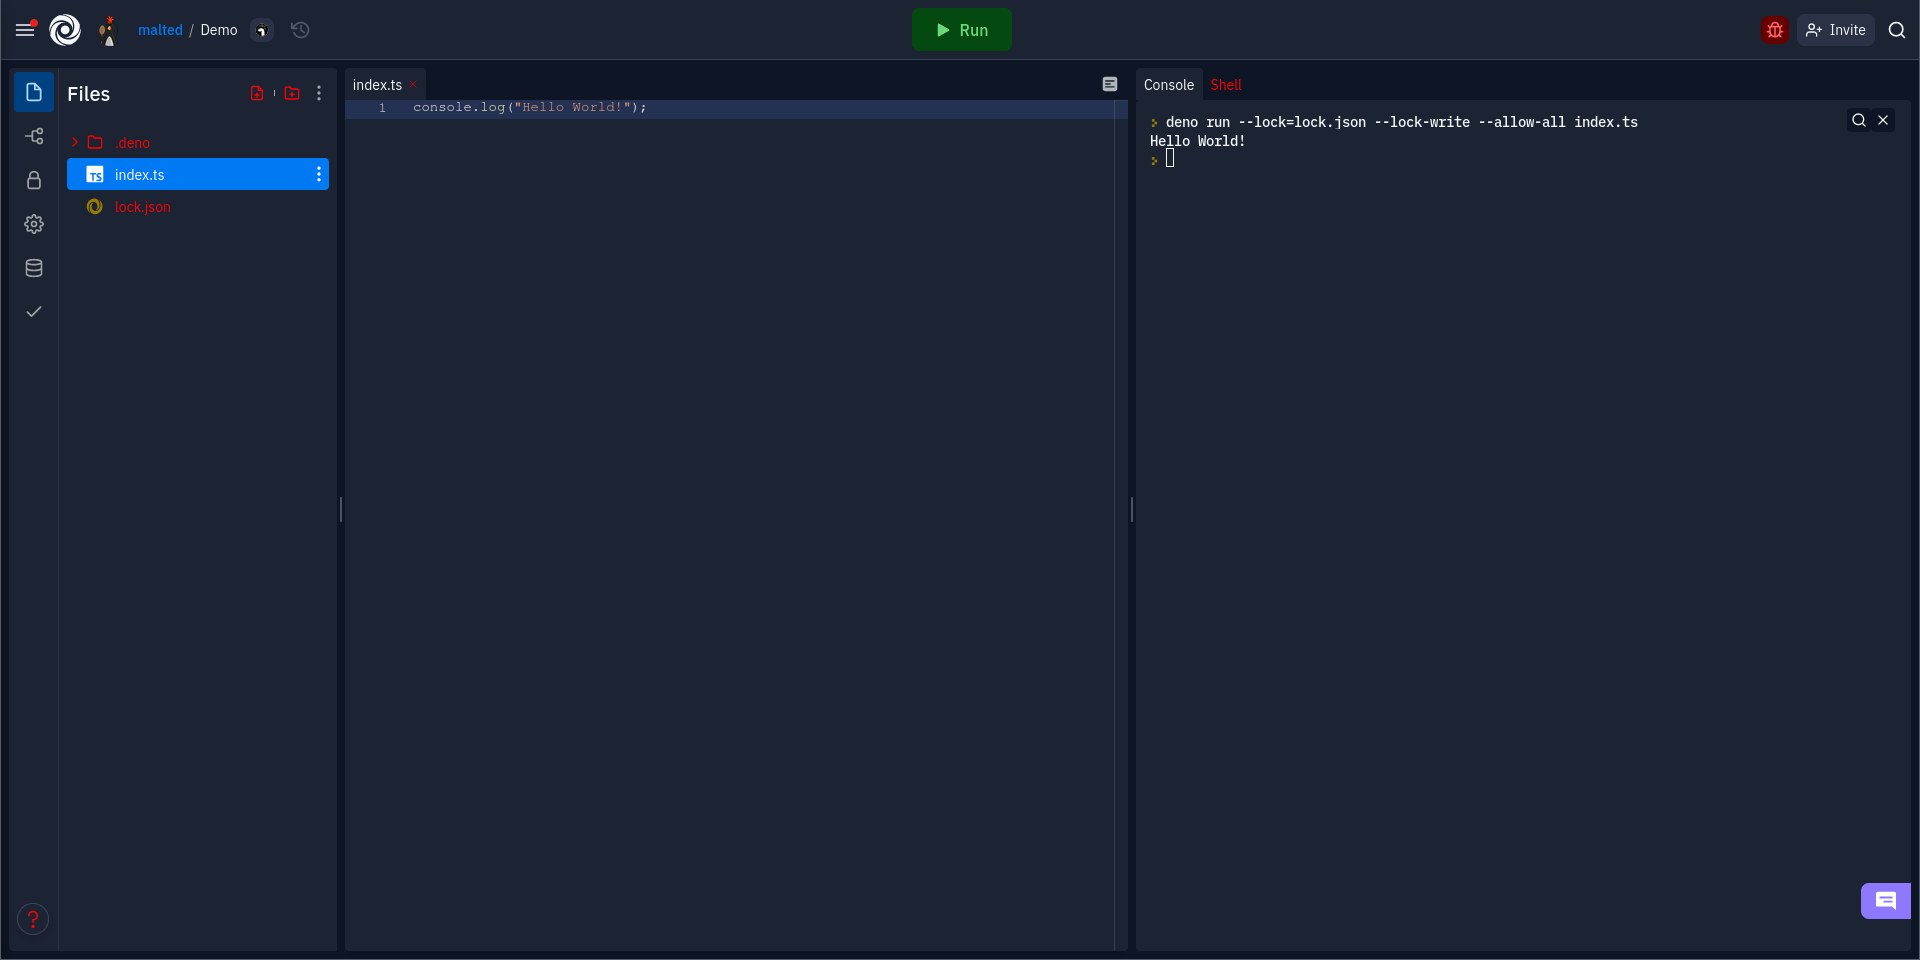 malted / Demo
Run
Invite
Files
.deno
TS index.ts
lock.json
index.ts
1 console.log("Hello World!");
Console Shell
deno run --lock=lock.json --lock-write --allow-all index.ts
Hello World!
?